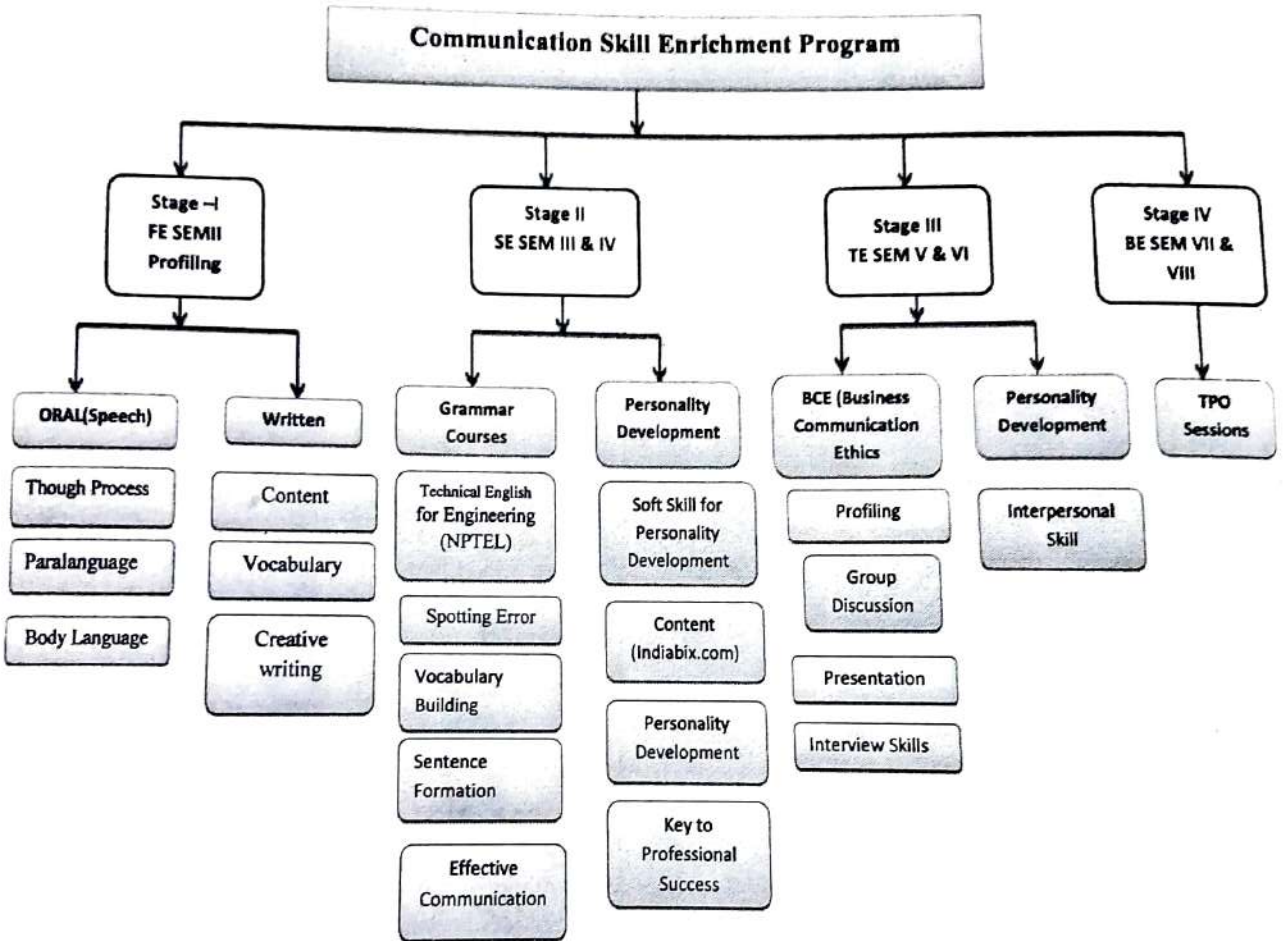 Communication Skill Enrichment Program
Stage –I
FE SEMII
Profiling
Stage II
SE SEM III & IV
Stage III
TE SEM V & VI
Stage IV
BE SEM VII &
VIII
ORAL(Speech)
Though Process
Paralanguage
Body Language
Written
Content
Vocabulary
Creative
writing
Grammar
Courses
Technical English
for Engineering
(NPTEL)
Spotting Error
Vocabulary
Building
Sentence
Formation
Effective
Communication
Personality
Development
Soft Skill for
Personality
Development
Content
(Indiabix.com)
Personality
Development
Key to
Professional
Success
BCE (Business
Communication
Ethics
Profiling
Group
Discussion
Presentation
Interview Skills
Personality
Development
Interpersonal
Skill
TPO
Sessions